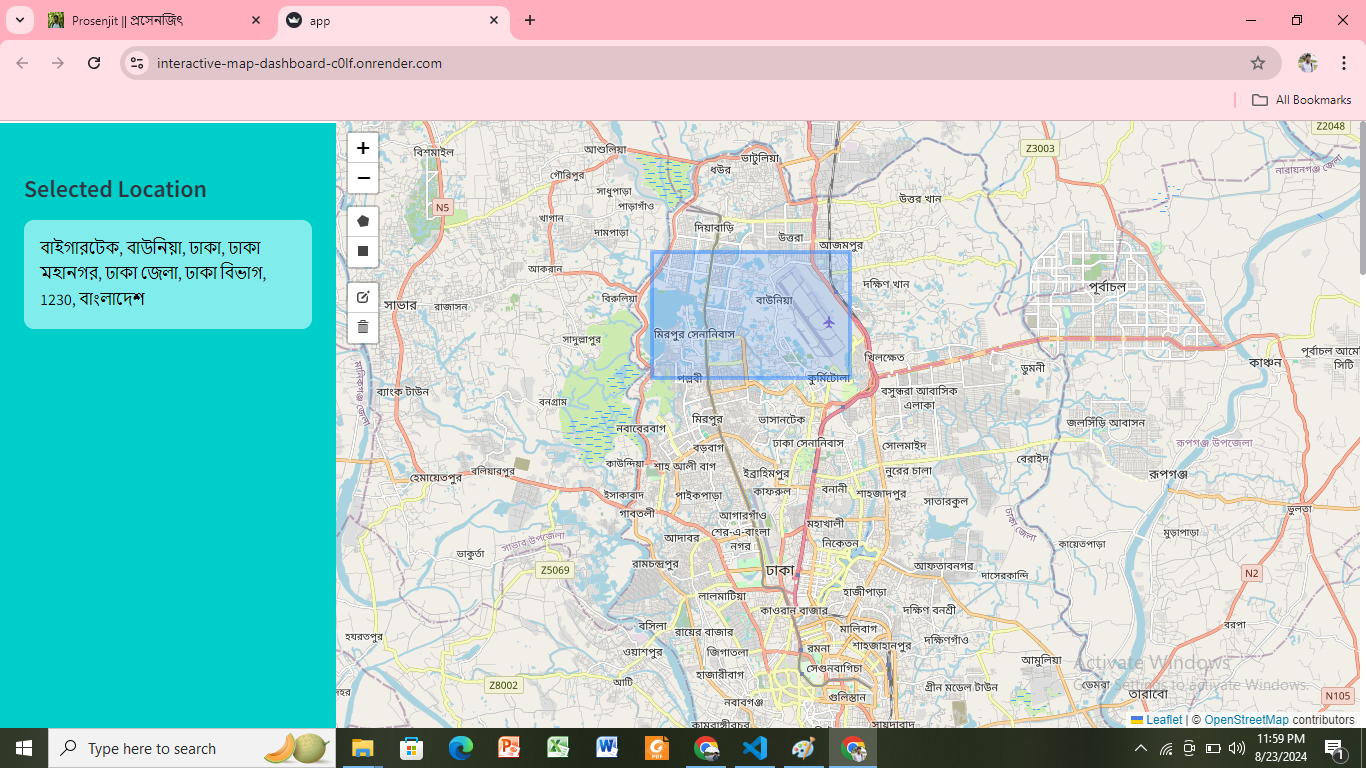 Prosenjit || প্রসেনজিৎ
app
interactive-map-dashboard-c0lf.onrender.com
All Bookmarks
Selected Location
বাইগারটেক, বাউনিয়া, ঢাকা, ঢাকা
মহানগর, ঢাকা জেলা, ঢাকা বিভাগ,
1230, বাংলাদেশ
+
−
Z2048
বিশমাইল
আশুলিয়া
ভাটুলিয়া
Z3003
নারায়ণগঞ্জ জেলা
গৌরিপুর
ধউর
সাধুপাড়া
উত্তর খান
N5
পাড়াগাঁও
খাগান
দিয়াবাড়ি
দামপাড়া
উত্তরা
আজমপুর
আকরান
দক্ষিণ খান
পূর্বাচল
বিরুলিয়া
বাউনিয়া
সাভার
রাজাসন
মিরপুর সেনানিবাস
সাদুল্লাপুর
খিলক্ষেত
পূর্বাচল আমে
সিটি
কাঞ্চন
ডুমনী
মানিকগঞ্জ জেলা
পল্লবী
কুর্মিটোলা
ব্যাংক টাউন
বসুন্ধরা আবাসিক
এলাকা
বনগ্রাম
মিরপুর
ভাসানটেক
জলসিঁড়ি আবাসন
নবাবেরবাগ
বড়বাগ
ঢাকা সেনানিবাস
সোলমাইদ
রূপগঞ্জ উপজেলা
বেরাইদ
কাউন্দিয়া
শাহ আলী বাগ
নুরের চালা
বলিয়ারপুর
ইব্রাহিমপুর
রূপগঞ্জ
হেমায়েতপুর
কাফরুল
বনানী
শাহজাদপুর
ইসাকাবাদ
পাইকপাড়া
সাতারকুল
গাবতলী
আগারগাঁও
ভুলতা
মহাখালী
ঢাকা জেলা
শের-এ-বাংলা
নগর
আদাবর
মুড়াপাড়া
সাভার উপজেলা
নিকেতন
কায়েতপাড়া
ভাকুর্তা
রামচন্দ্রপুর
আফতাবনগর
Z5069
ঢাকা
দাসেরকান্দি
N2
হাজীপাড়া
লালমাটিয়া
কাওরান বাজার
দক্ষিণ বনশ্রী
বসিলা
রায়ের বাজার
মালিবাগ
বরপা
হযরতপুর
দক্ষিণগাঁও
শাহজাহানপুর
ওয়াশপুর
জিগাতলা
রমনা
আমুলিয়া
সেগুনবাগিচা
হাজারীবাগ
আটি
Z8002
গ্রীন মডেল টাউন
ডেমরা
তারাবো
N105
গুলিস্তান
নবাবগঞ্জ
Activate Windows
Settings to activate Windows.
Leaflet | © OpenStreetMap contributors
Type here to search
11:59 PM
8/23/2024
1